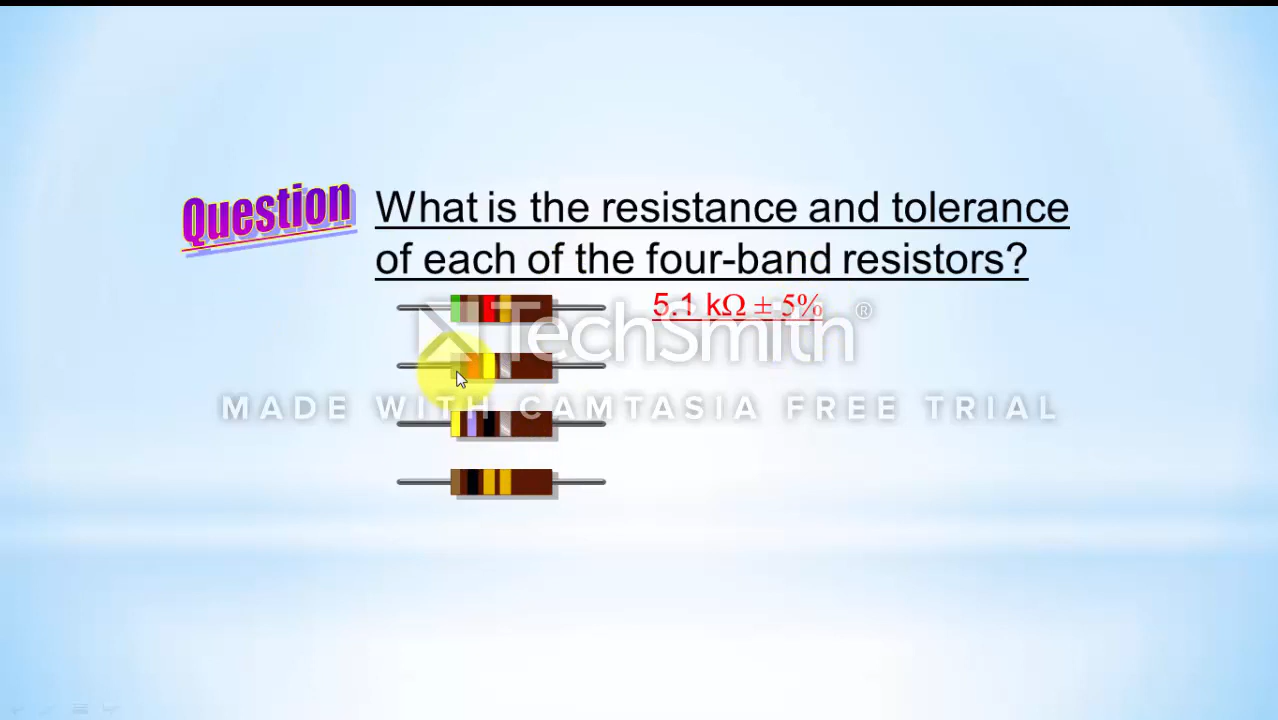 Question
What is the resistance and tolerance
of each of the four-band resistors?
5.1 kΩ ± 5%
TechSmith®
MADE WITH CAMTASIA FREE TRIAL